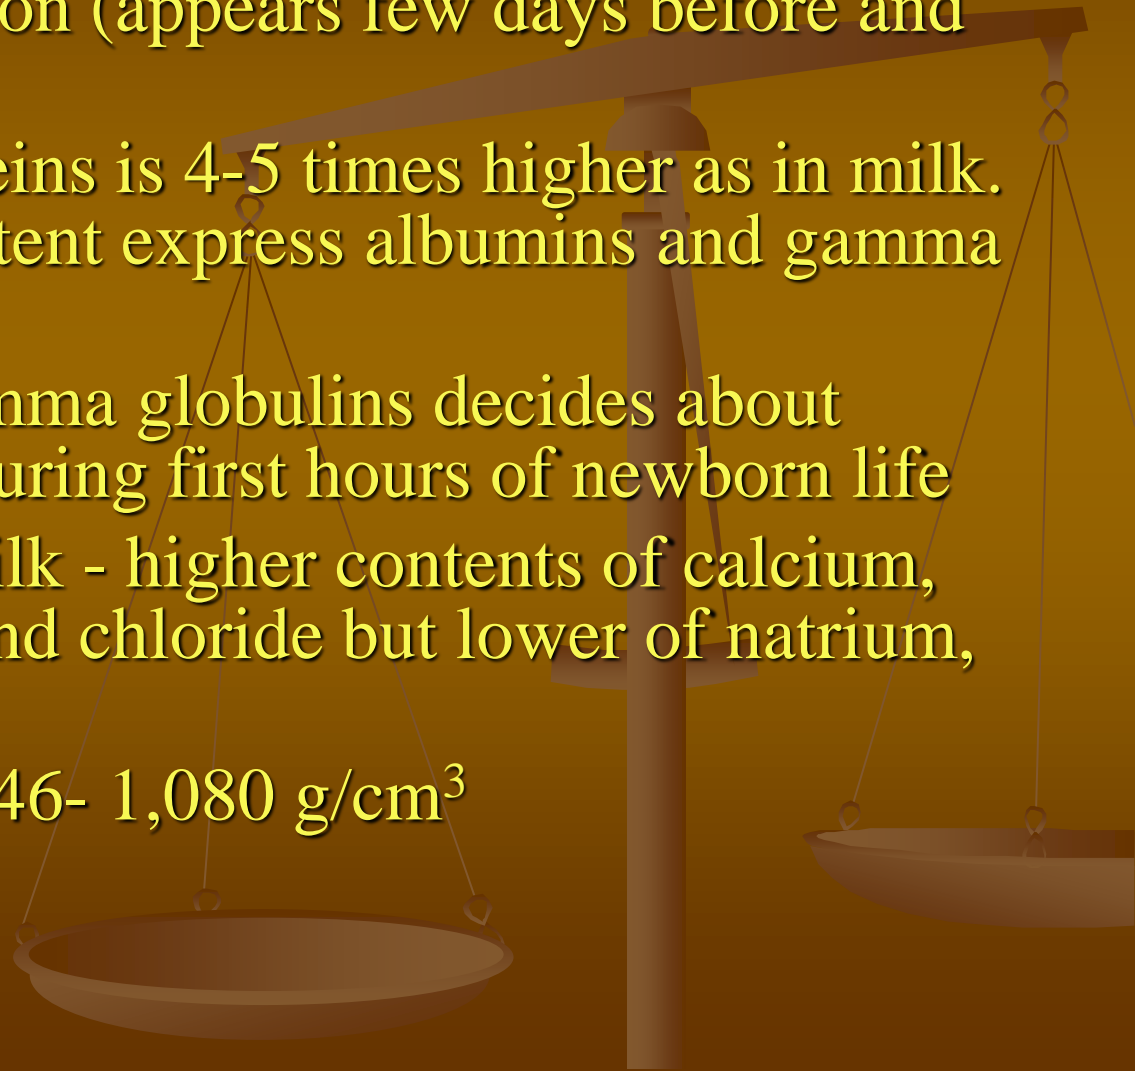 on (appears few days before and
eins is 4-5 times higher as in milk.
tent express albumins and gamma
mma globulins decides about
uring first hours of newborn life
ilk - higher contents of calcium,
nd chloride but lower of natrium,
46- 1,080 g/cm³